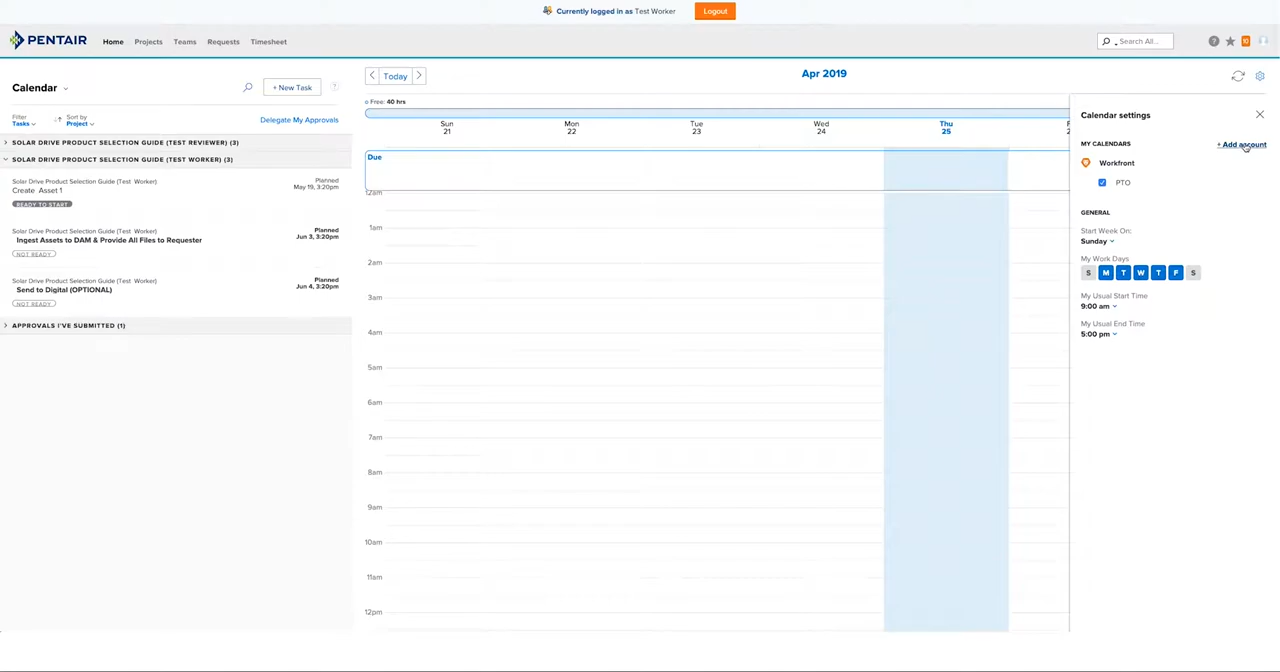 Currently logged in as Test Worker
Logout
PENTAIR
Home
Projects
Teams
Requests
Timesheet
Search All...
?
10
Calendar
+ New Task
?
Today
Apr 2019
Filter
Tasks
Sort by
Project
Delegate My Approvals
Free: 40 hrs
Sun
21
Mon
22
Tue
23
Wed
24
Thu
25
F
2
Due
SOLAR DRIVE PRODUCT SELECTION GUIDE (TEST REVIEWER) (3)
SOLAR DRIVE PRODUCT SELECTION GUIDE (TEST WORKER) (3)
Solar Drive Product Selection Guide (Test Worker)
Create Asset 1
READY TO START
Planned
May 19, 3:20pm
Solar Drive Product Selection Guide (Test Worker)
Ingest Assets to DAM & Provide All Files to Requester
NOT READY
Planned
Jun 3, 3:20pm
Solar Drive Product Selection Guide (Test Worker)
Send to Digital (OPTIONAL)
NOT READY
Planned
Jun 4, 3:20pm
APPROVALS I'VE SUBMITTED (1)
12am
1am
2am
3am
4am
5am
6am
7am
8am
9am
10am
11am
12pm
Calendar settings
MY CALENDARS
+ Add account
Workfront
PTO
GENERAL
Start Week On:
Sunday
My Work Days
S M T W T F S
My Usual Start Time
9:00 am
My Usual End Time
5:00 pm